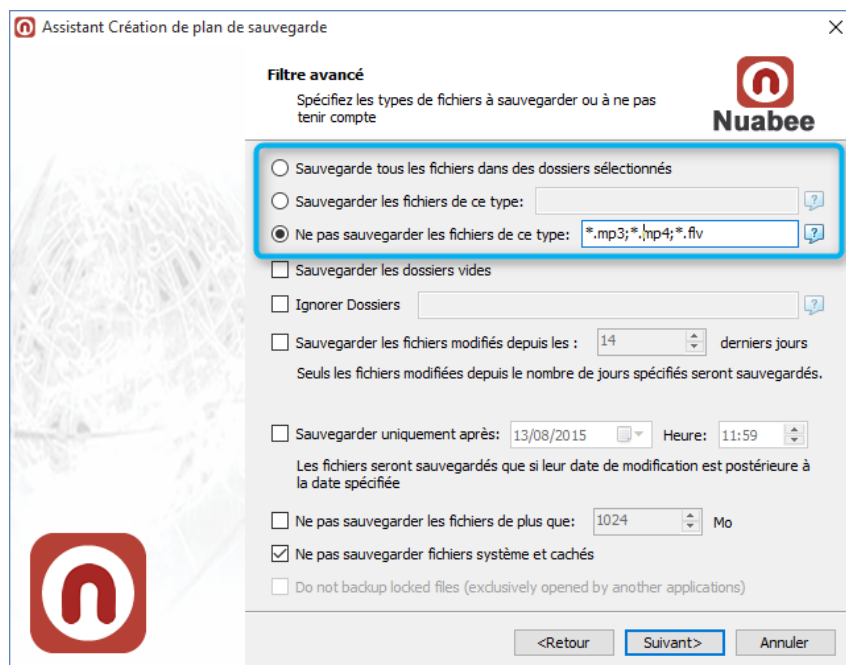 Assistant Création de plan de sauvegarde
Filtre avancé
Spécifiez les types de fichiers à sauvegarder ou à ne pas
tenir compte
Nuabee
Sauvegarde tous les fichiers dans des dossiers sélectionnés
Sauvegarder les fichiers de ce type:
Ne pas sauvegarder les fichiers de ce type: *.mp3;*.mp4;*.flv
Sauvegarder les dossiers vides
Ignorer Dossiers
Sauvegarder les fichiers modifiés depuis les : 14 derniers jours
Seuls les fichiers modifiées depuis le nombre de jours spécifiés seront sauvegardés.
Sauvegarder uniquement après: 13/08/2015 Heure: 11:59
Les fichiers seront sauvegardés que si leur date de modification est postérieure à
la date spécifiée
Ne pas sauvegarder les fichiers de plus que: 1024 Mo
Ne pas sauvegarder fichiers système et cachés
Do not backup locked files (exclusively opened by another applications)
<Retour Suivant> Annuler